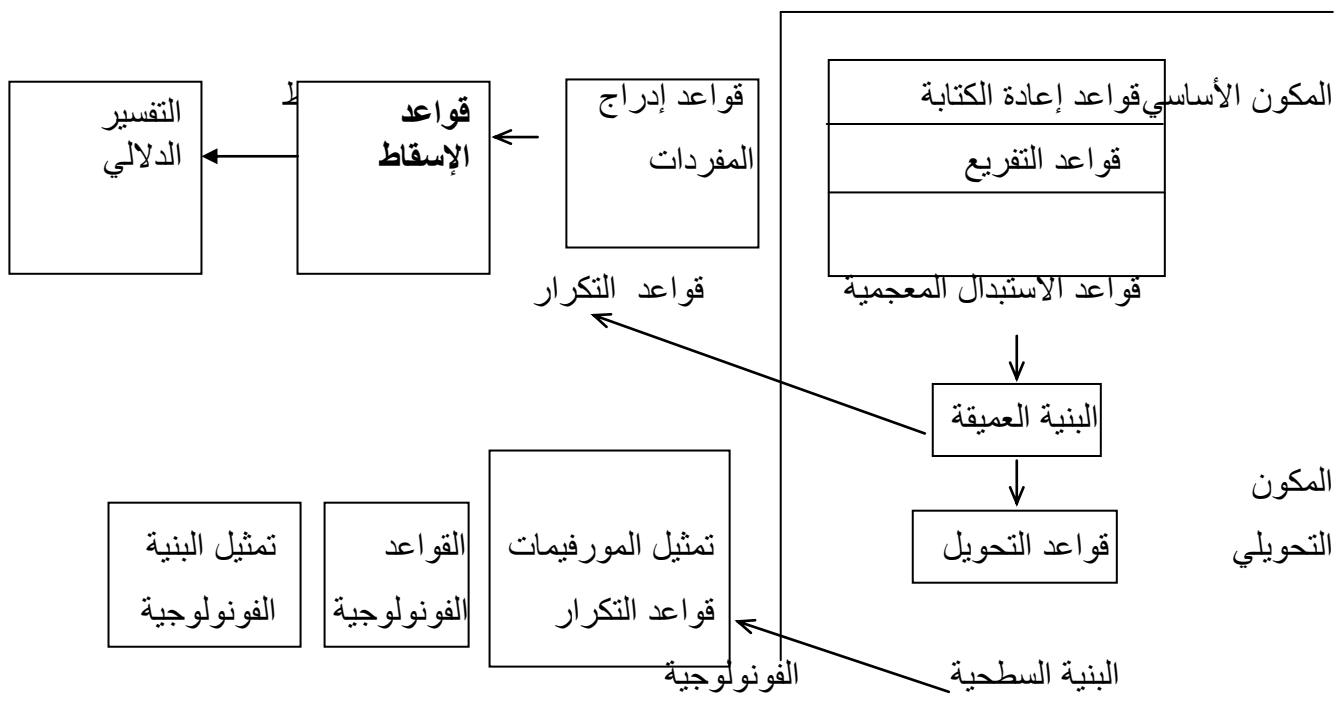 المكون الأساسي
قواعد إعادة الكتابة
قواعد التفريع
قواعد الاستبدال المعجمية
قواعد إدراج
المفردات
قواعد التكرار
قواعد
الإسقاط
التفسير
الدلالي
البنية العميقة
المكون
التحويلي
قواعد التحويل
البنية السطحية
تمثيل المورفيمات
قواعد التكرار
الفونولوجية
القواعد
الفونولوجية
تمثيل البنية
الفونولوجية